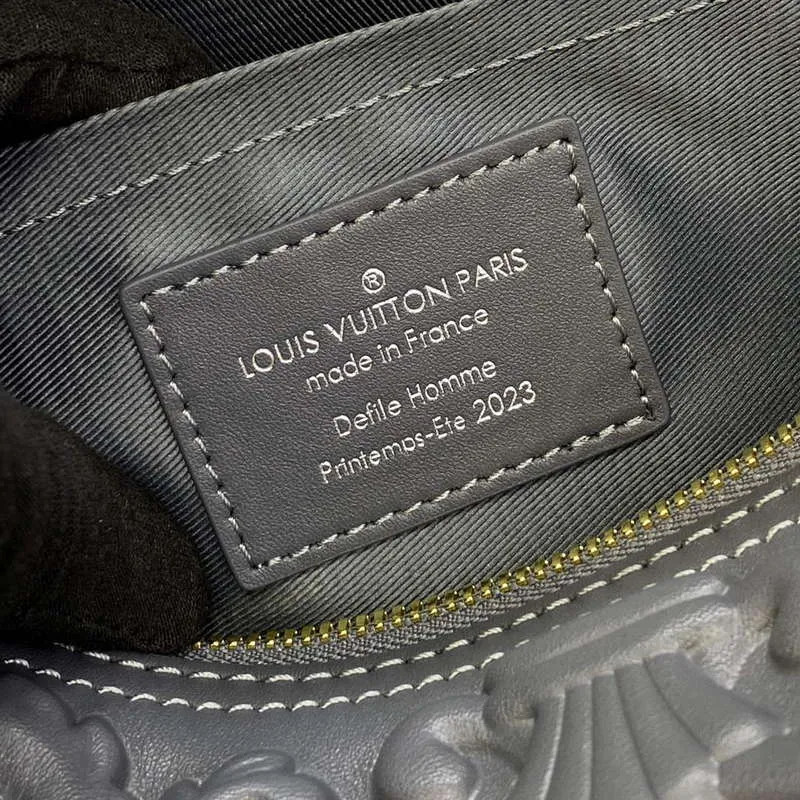 ®
LOUIS VUITTON PARIS
made in France
Defile Homme
Printemps-Ete 2023